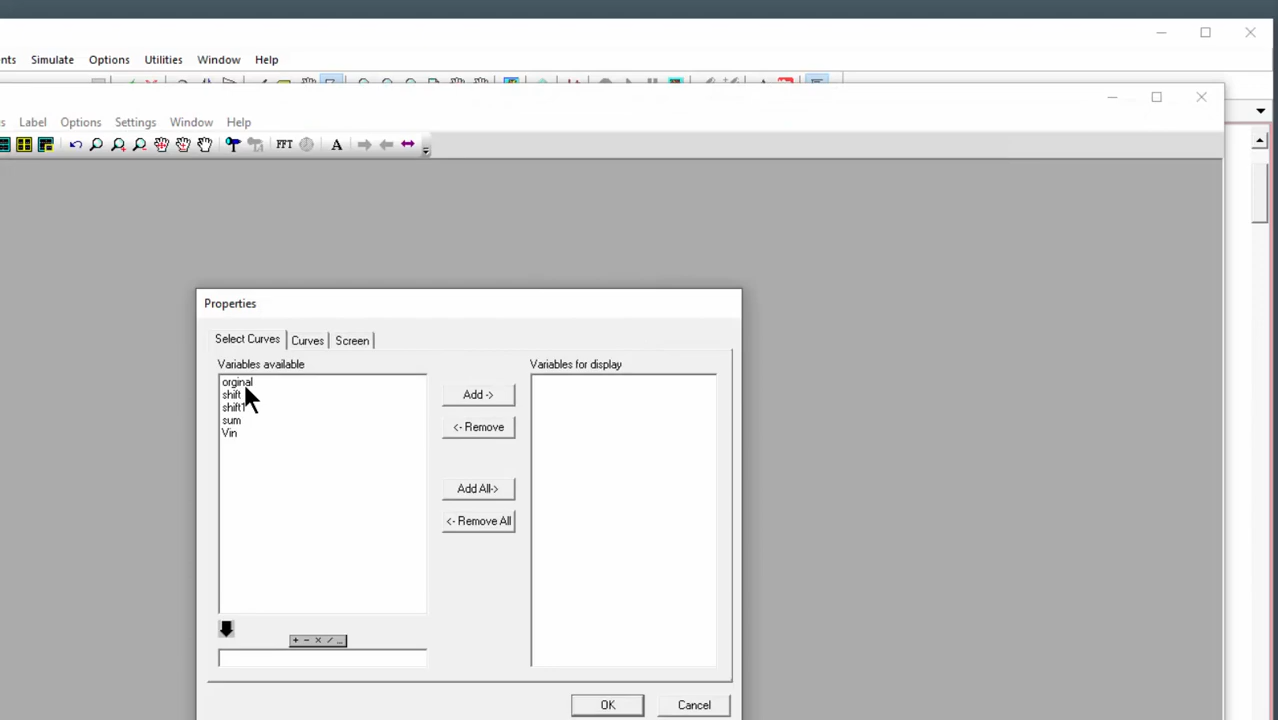 nts Simulate Options Utilities Window Help
s Label Options Settings Window Help
FFT A
Properties
Select Curves Curves Screen
Variables available Variables for display
orginal
shift
shift1
sum
Vin
Add ->
<- Remove
Add All->
<- Remove All
+ - × / ...
OK Cancel